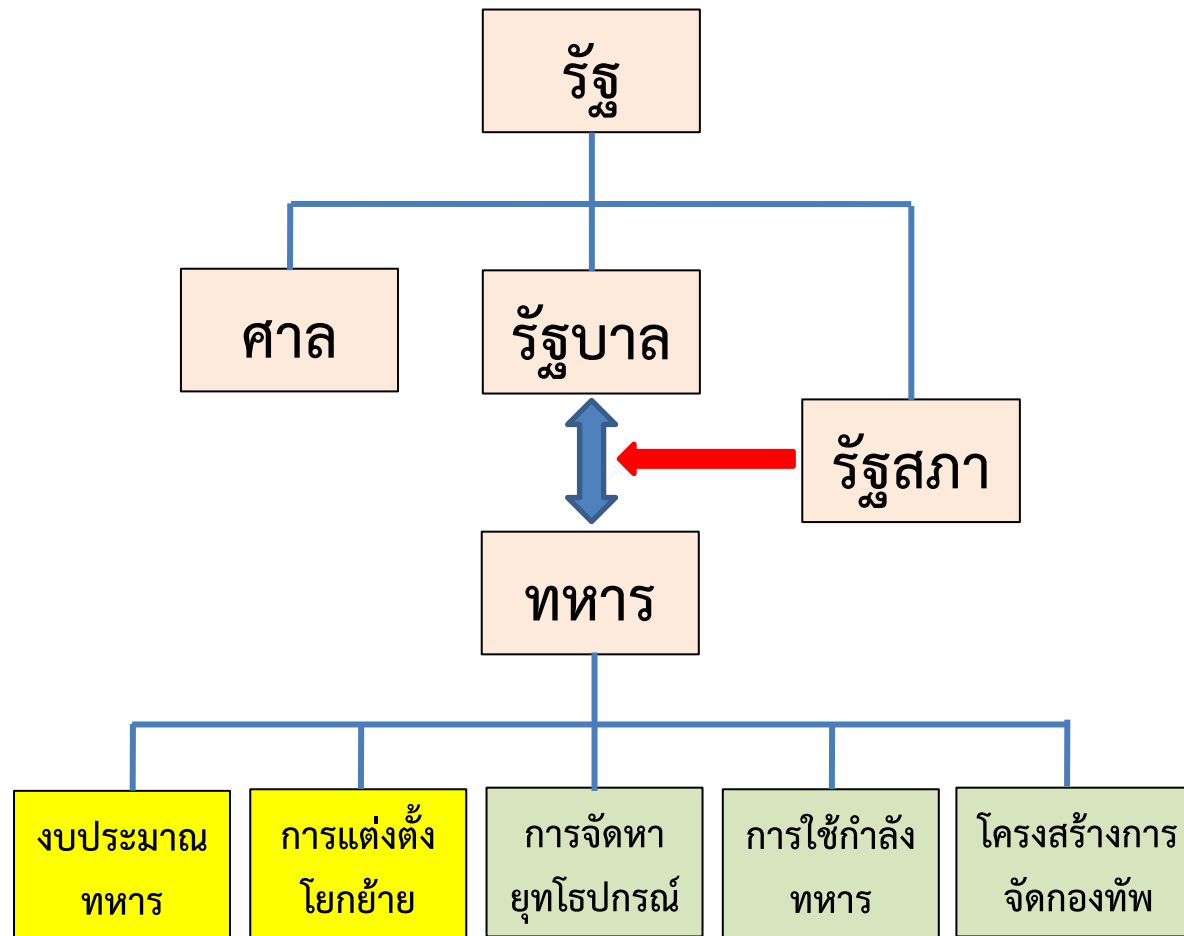 รัฐ
ศาล
รัฐบาล
รัฐสภา
ทหาร
งบประมาณ
ทหาร
การแต่งตั้ง
โยกย้าย
การจัดหา
ยุทโธปกรณ์
การใช้กำลัง
ทหาร
โครงสร้างการ
จัดกองทัพ